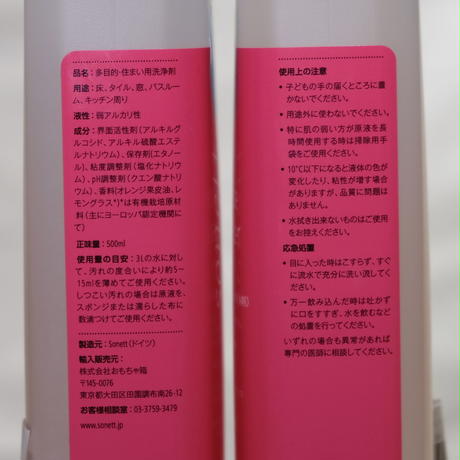 品名：多目的・住まい用洗浄剤
用途：床、タイル、窓、バスルー
ム、キッチン周り
液性：弱アルカリ性
成分：界面活性剤（アルキルグ
ルコシド、アルキル硫酸エステ
ルナトリウム）、保存剤（エタノー
ル）、粘度調整剤（塩化ナトリウ
ム）、pH調整剤（クエン酸ナトリ
ウム）、香料（オレンジ果皮油、レ
モングラス*）*は有機栽培原材
料（主にヨーロッパ認定機関に
て）
正味量：500ml
使用量の目安：3Lの水に対し
て、汚れの度合いにより約5〜
15mlを薄めてご使用ください。
しつこい汚れの場合は原液を、
スポンジまたは濡らした布に
数滴つけてご使用ください。
製造元：Sonett（ドイツ）
輸入販売元：
株式会社おもちゃ箱
〒145-0076
東京都大田区田園調布南26-12
お客様相談室：03-3759-3479
www.sonett.jp
使用上の注意
• 子どもの手の届くところに置
かないでください。
• 用途外に使わないでください。
• 特に肌の弱い方が原液を長
時間使用する時は掃除用手
袋をご使用ください。
• 10℃以下になると液体の色が
変化したり、粘性が増す場合
がありますが、品質に問題は
ありません。
• 水拭き出来ないものはご使用
をお控えください。
応急処置
• 目に入った時はこすらず、すぐ
に流水で充分に洗い流してく
ださい。
• 万一飲み込んだ時は吐かず
に口をすすぎ、水を飲むなど
の処置を行ってください。
いずれの場合も異常があれば
専門の医師に相談してください。